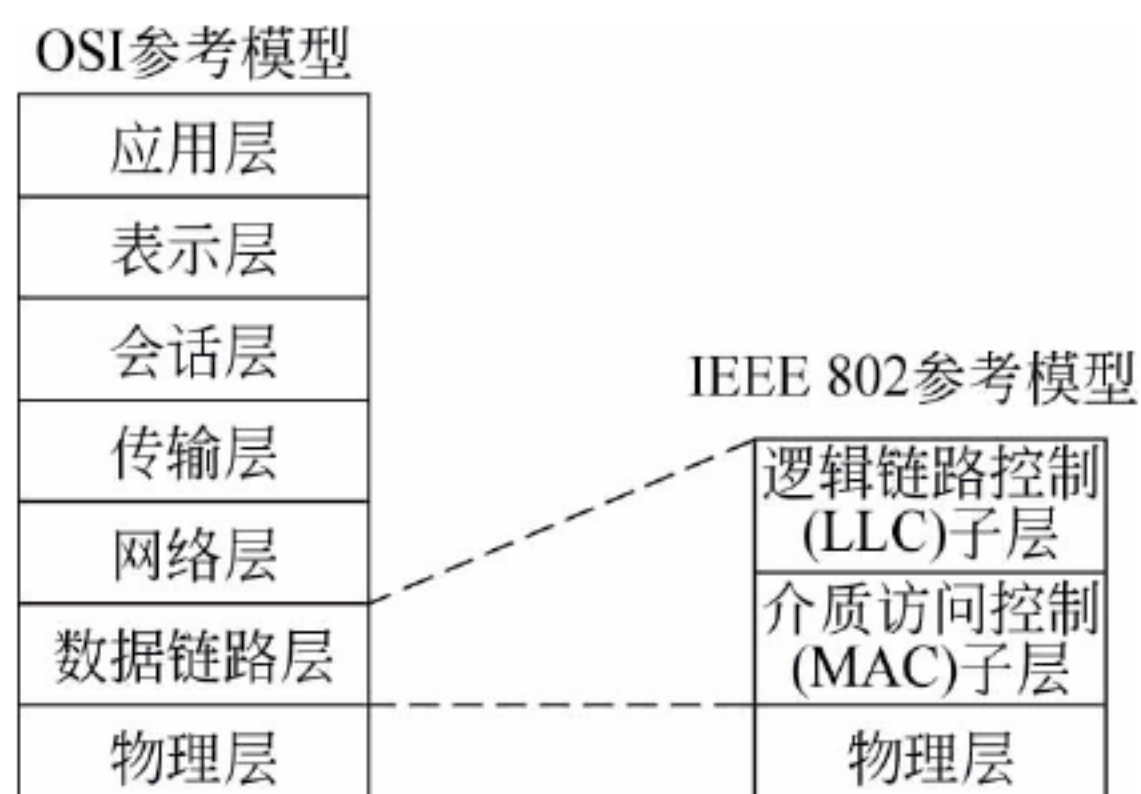 OSI参考模型
应用层
表示层
会话层
传输层
网络层
数据链路层
物理层
IEEE 802参考模型
逻辑链路控制
(LLC)子层
介质访问控制
(MAC)子层
物理层